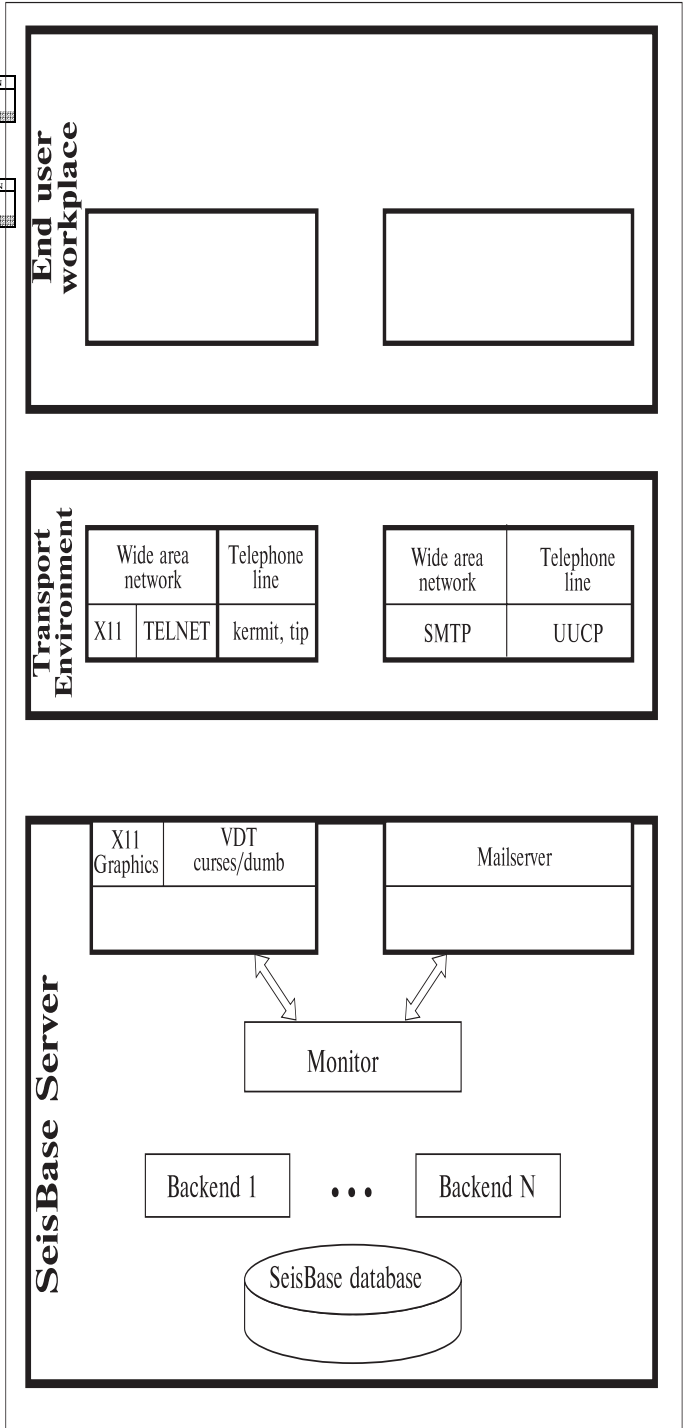 End user
workplace
Transport
Environment
Wide area
network
Telephone
line
X11
TELNET
kermit, tip
Wide area
network
Telephone
line
SMTP
UUCP
SeisBase Server
X11
Graphics
VDT
curses/dumb
Mailserver
Monitor
Backend 1
•••
Backend N
SeisBase database